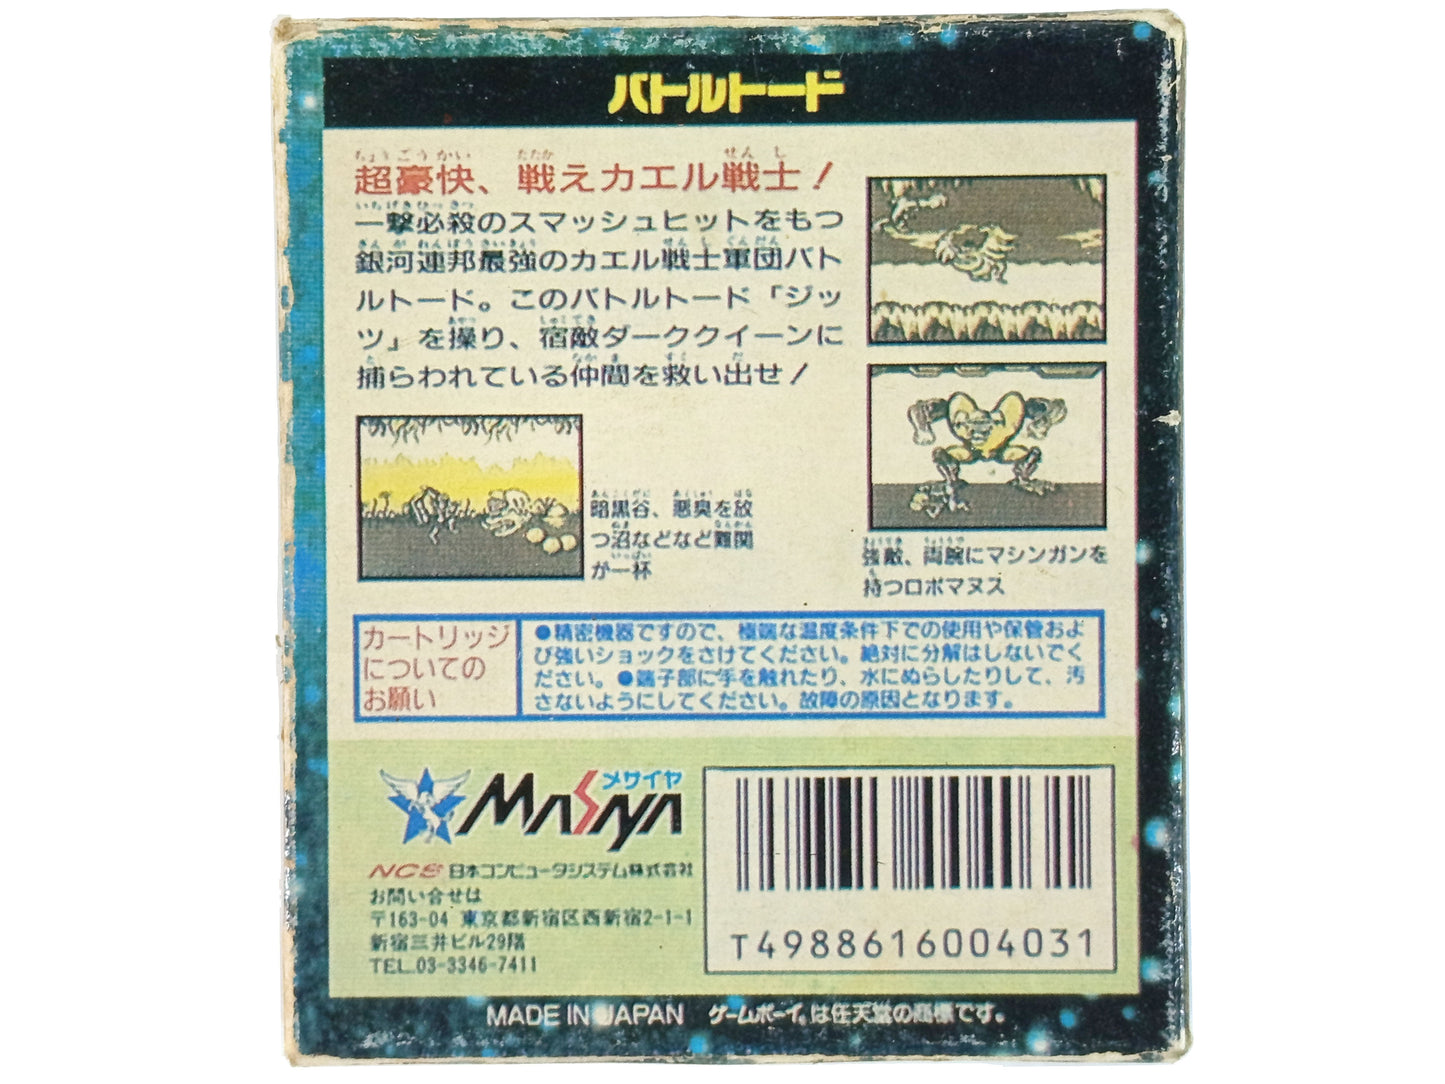 バトルトード
超豪快、戦えカエル戦士！
一撃必殺のスマッシュヒットをもつ
銀河連邦最強のカエル戦士軍団バト
ルトード。このバトルトード「ジッ
ツ」を操り、宿敵ダーククイーンに
捕らわれている仲間を救い出せ！
暗黒谷、悪臭を放
つ沼などなど難関
が一杯
強敵、両腕にマシンガンを
持つロボマヌス
カートリッジ
についての
お願い
●精密機器ですので、極端な温度条件下での使用や保管およ
び強いショックをさけてください。絶対に分解はしないでく
ださい。●端子部に手を触れたり、水にぬらしたりして、汚
さないようにしてください。故障の原因となります。
メサイヤ
MASAYA
NCS 日本コンピュータシステム株式会社
お問い合せは
〒163-04 東京都新宿区西新宿2-1-1
新宿三井ビル29階
TEL.03-3346-7411
T4988616004031
MADE IN JAPAN ゲームボーイ®は任天堂の商標です。